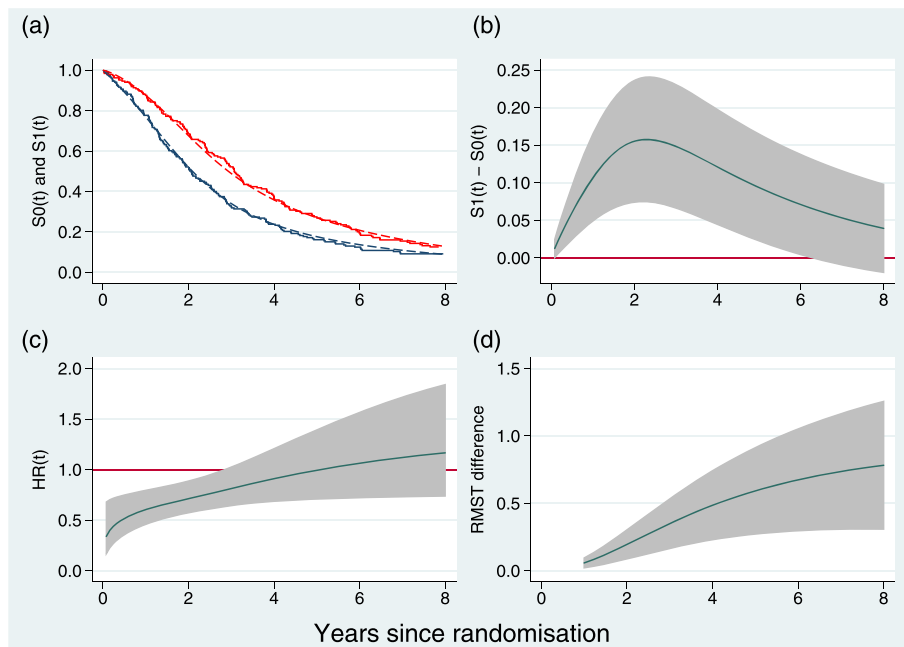 (a)
S0(t) and S1(t)
1.0
0.8
0.6
0.4
0.2
0.0
0 2 4 6 8
(b)
S1(t) − S0(t)
0.25
0.20
0.15
0.10
0.05
0.00
0 2 4 6 8
(c)
HR(t)
2.0
1.5
1.0
0.5
0.0
0 2 4 6 8
(d)
RMST difference
1.5
1.0
0.5
0.0
0 2 4 6 8
Years since randomisation